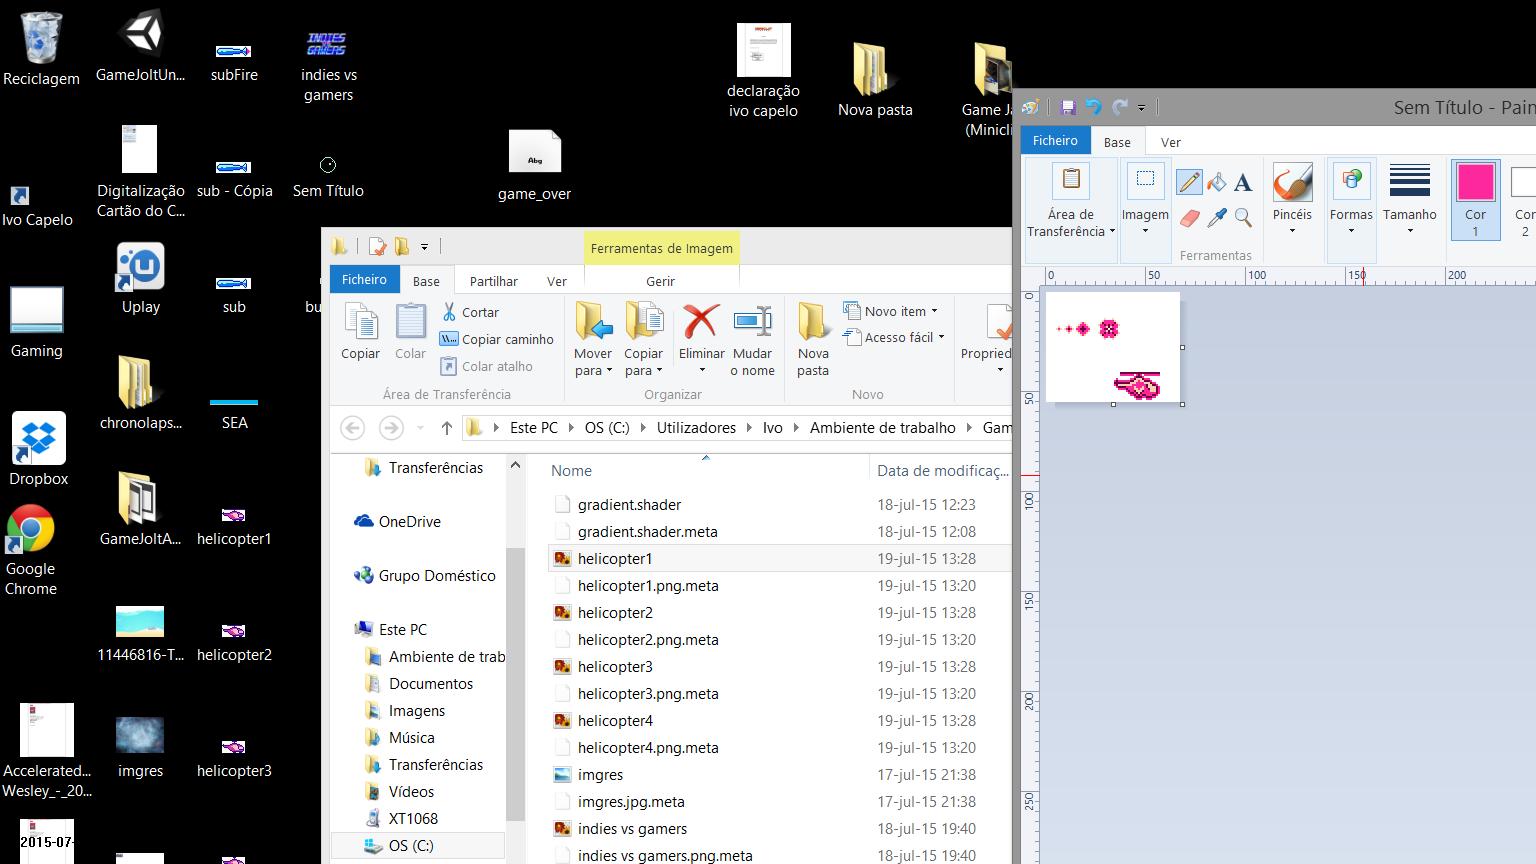 Reciclagem
GameJoltUn...
subFire
indies vs
gamers
INDIES
VS
GAMERS
Ivo Capelo
Digitalização
Cartão do C...
sub - Cópia
Sem Título
Gaming
Uplay
sub
bu
Dropbox
chronolaps...
SEA
Google
Chrome
GameJoltA...
helicopter1
11446816-T...
helicopter2
Accelerated...
Wesley_-_20...
imgres
helicopter3
2015-07-
Abg
game_over
declaração
ivo capelo
Nova pasta
Game Ja
(Minicli
Ferramentas de Imagem
Ficheiro
Base
Partilhar
Ver
Gerir
Copiar
Colar
Cortar
Copiar caminho
Colar atalho
Área de Transferência
Mover
para
Copiar
para
Eliminar
Mudar
o nome
Organizar
Nova
pasta
Novo item
Acesso fácil
Novo
Propried
Este PC
OS (C:)
Utilizadores
Ivo
Ambiente de trabalho
Gam
Transferências
OneDrive
Grupo Doméstico
Este PC
Ambiente de trab
Documentos
Imagens
Música
Transferências
Vídeos
XT1068
OS (C:)
Nome Data de modificaç...
gradient.shader 18-jul-15 12:23
gradient.shader.meta 18-jul-15 12:08
helicopter1 19-jul-15 13:28
helicopter1.png.meta 19-jul-15 13:20
helicopter2 19-jul-15 13:28
helicopter2.png.meta 19-jul-15 13:20
helicopter3 19-jul-15 13:28
helicopter3.png.meta 19-jul-15 13:20
helicopter4 19-jul-15 13:28
helicopter4.png.meta 19-jul-15 13:20
imgres 17-jul-15 21:38
imgres.jpg.meta 17-jul-15 21:38
indies vs gamers 18-jul-15 19:40
indies vs gamers.png.meta 18-jul-15 19:40
Sem Título - Pain
Ficheiro
Base
Ver
Área de
Transferência
Imagem
A
Ferramentas
Pincéis
Formas
Tamanho
Cor
1
Cor
2
0 50 100 150 200
0
50
100
150
200
250